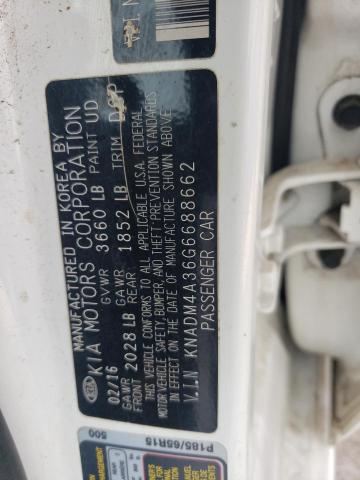 MANUFACTURED IN KOREA BY
KIA MOTORS CORPORATION
02/16 GVWR 3660 LB PAINT UD
GAWR FRONT 2028 LB GAWR REAR 1852 LB TRIM DSP
THIS VEHICLE CONFORMS TO ALL APPLICABLE U.S.A. FEDERAL
MOTOR VEHICLE SAFETY, BUMPER, AND THEFT PREVENTION STANDARDS
IN EFFECT ON THE DATE OF MANUFACTURE SHOWN ABOVE.
V.I.N KNADM4A36G6688662
PASSENGER CAR
P185/65R15
500